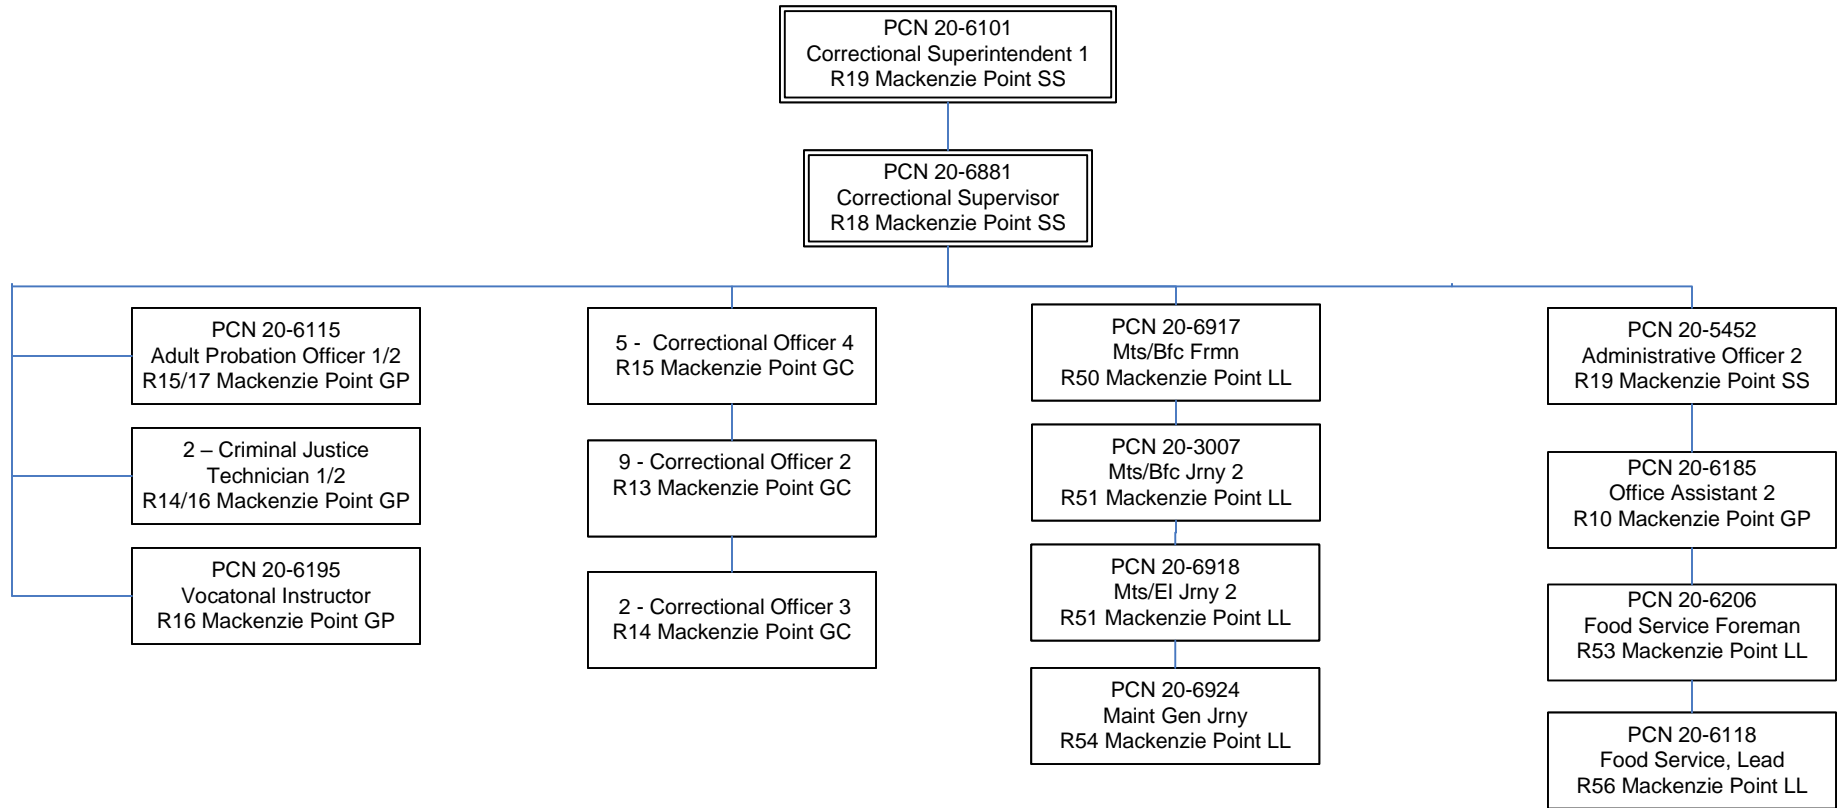 PCN 20-6101
Correctional Superintendent 1
R19 Mackenzie Point SS
PCN 20-6881
Correctional Supervisor
R18 Mackenzie Point SS
PCN 20-6115
Adult Probation Officer 1/2
R15/17 Mackenzie Point GP
2 – Criminal Justice
Technician 1/2
R14/16 Mackenzie Point GP
PCN 20-6195
Vocatonal Instructor
R16 Mackenzie Point GP
5 - Correctional Officer 4
R15 Mackenzie Point GC
9 - Correctional Officer 2
R13 Mackenzie Point GC
2 - Correctional Officer 3
R14 Mackenzie Point GC
PCN 20-6917
Mts/Bfc Frmn
R50 Mackenzie Point LL
PCN 20-3007
Mts/Bfc Jrny 2
R51 Mackenzie Point LL
PCN 20-6918
Mts/El Jrny 2
R51 Mackenzie Point LL
PCN 20-6924
Maint Gen Jrny
R54 Mackenzie Point LL
PCN 20-5452
Administrative Officer 2
R19 Mackenzie Point SS
PCN 20-6185
Office Assistant 2
R10 Mackenzie Point GP
PCN 20-6206
Food Service Foreman
R53 Mackenzie Point LL
PCN 20-6118
Food Service, Lead
R56 Mackenzie Point LL